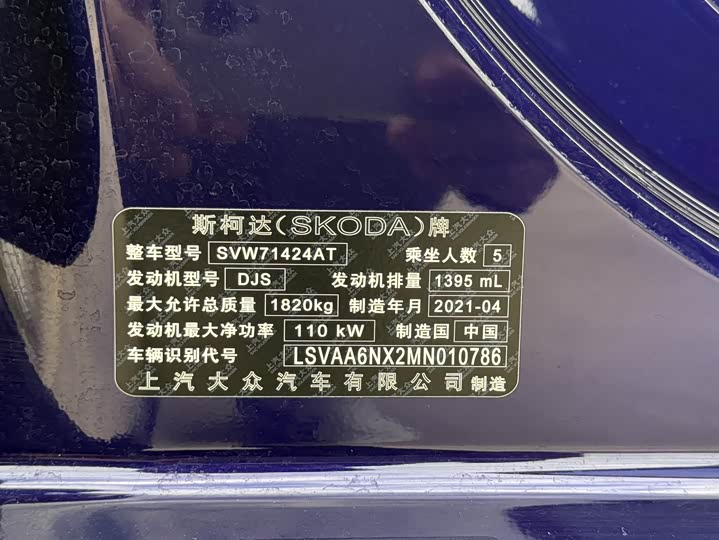 斯柯达(SKODA)牌
整车型号 SVW71424AT 乘坐人数 5
发动机型号 DJS 发动机排量 1395 mL
最大允许总质量 1820kg 制造年月 2021-04
发动机最大净功率 110 kW 制造国 中国
车辆识别代号 LSVAA6NX2MN010786
上汽大众汽车有限公司 制造